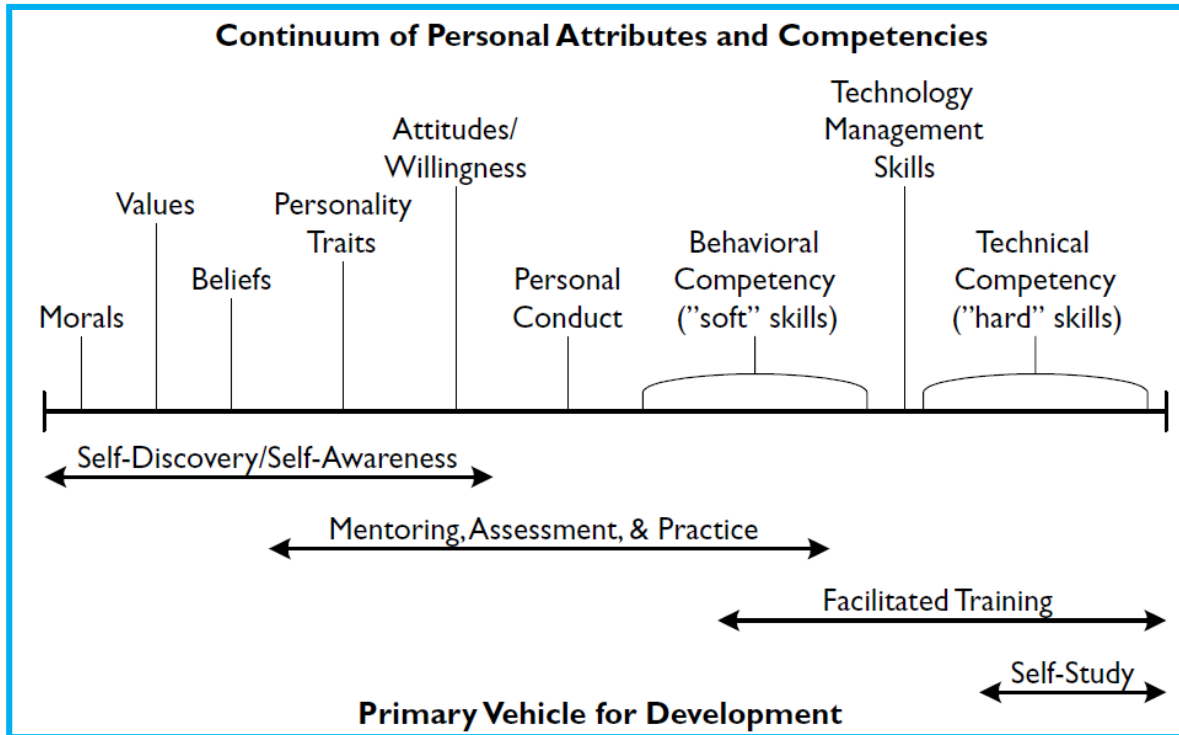 Continuum of Personal Attributes and Competencies
Technology
Management
Skills
Attitudes/
Willingness
Values
Personality
Traits
Behavioral
Competency
("soft" skills)
Technical
Competency
("hard" skills)
Beliefs
Personal
Conduct
Morals
Self-Discovery/Self-Awareness
Mentoring, Assessment, & Practice
Facilitated Training
Self-Study
Primary Vehicle for Development